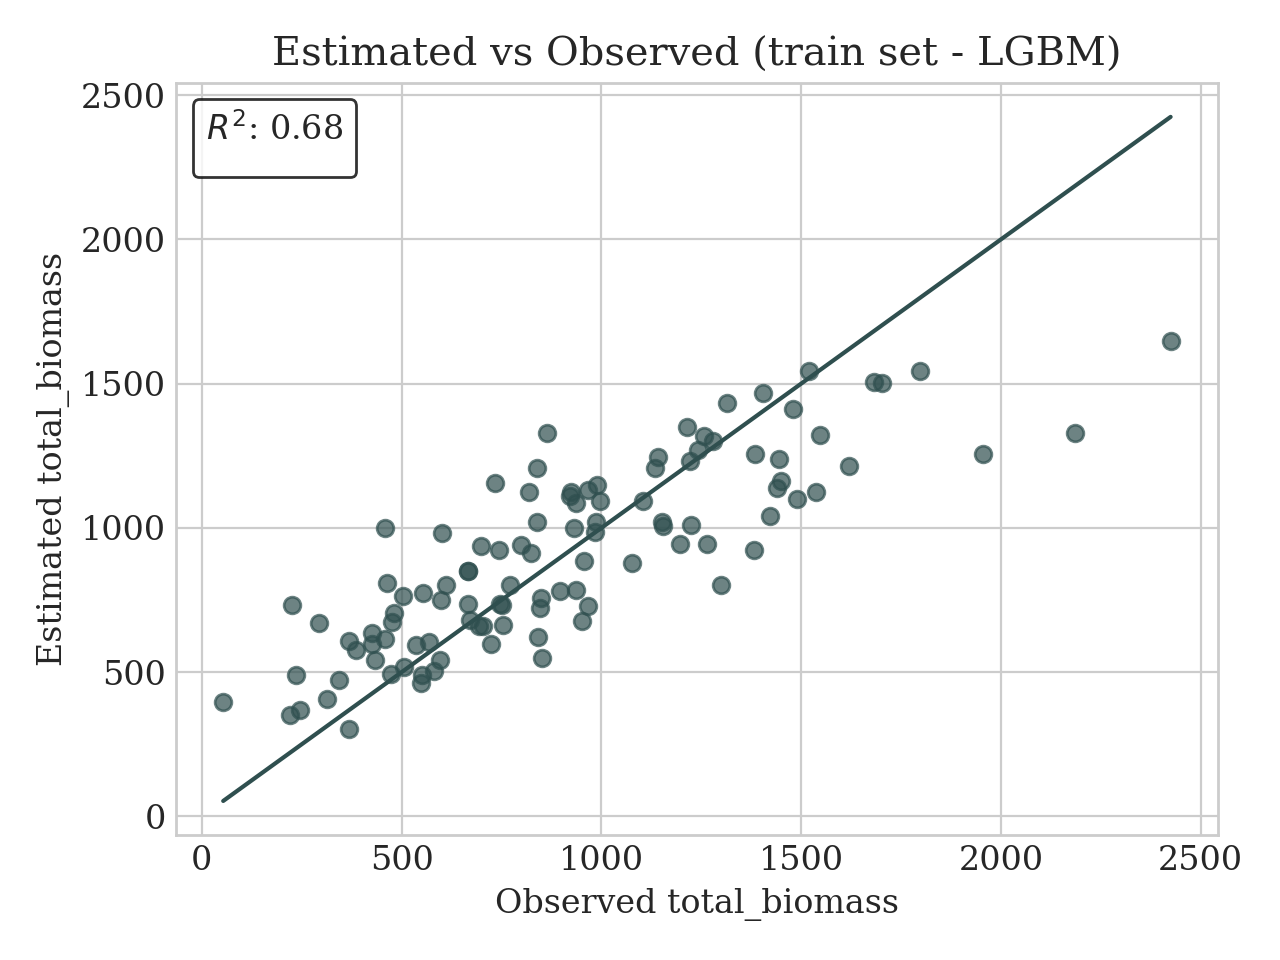 Estimated vs Observed (train set - LGBM)
R²: 0.68
Estimated total_biomass
2500
2000
1500
1000
500
0
0 500 1000 1500 2000 2500
Observed total_biomass